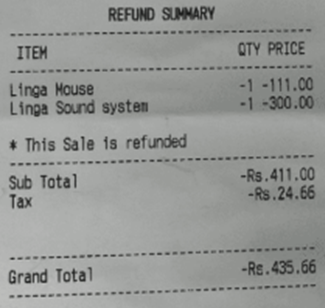 REFUND SUMMARY
ITEM QTY PRICE
Linga Mouse -1 -111.00
Linga Sound system -1 -300.00
* This Sale is refunded
Sub Total -Rs.411.00
Tax -Rs.24.66
Grand Total -Rs.435.66